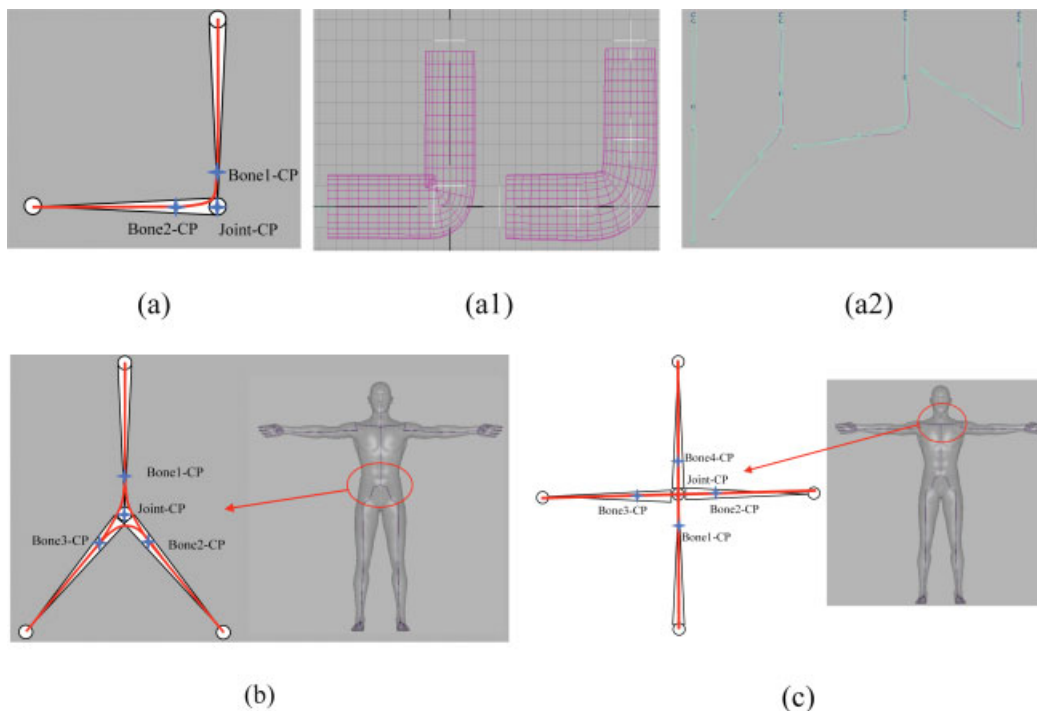 Bone1-CP
Bone2-CP
Joint-CP
(a)
(a1)
(a2)
Bone1-CP
Joint-CP
Bone3-CP
Bone2-CP
(b)
Bone4-CP
Joint-CP
Bone3-CP
Bone2-CP
Bone1-CP
(c)